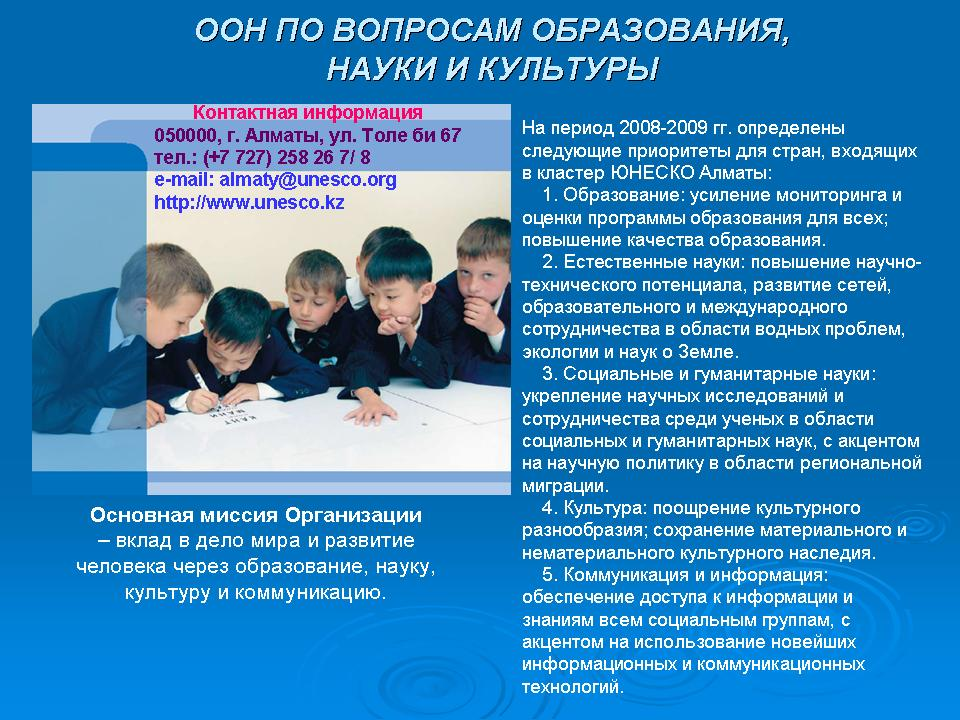 ООН ПО ВОПРОСАМ ОБРАЗОВАНИЯ,
НАУКИ И КУЛЬТУРЫ
Контактная информация
050000, г. Алматы, ул. Толе би 67
тел.: (+7 727) 258 26 7/ 8
e-mail: almaty@unesco.org
http://www.unesco.kz
Основная миссия Организации
– вклад в дело мира и развитие
человека через образование, науку,
культуру и коммуникацию.
На период 2008-2009 гг. определены
следующие приоритеты для стран, входящих
в кластер ЮНЕСКО Алматы:
1. Образование: усиление мониторинга и
оценки программы образования для всех;
повышение качества образования.
2. Естественные науки: повышение научно-
технического потенциала, развитие сетей,
образовательного и международного
сотрудничества в области водных проблем,
экологии и наук о Земле.
3. Социальные и гуманитарные науки:
укрепление научных исследований и
сотрудничества среди ученых в области
социальных и гуманитарных наук, с акцентом
на научную политику в области региональной
миграции.
4. Культура: поощрение культурного
разнообразия; сохранение материального и
нематериального культурного наследия.
5. Коммуникация и информация:
обеспечение доступа к информации и
знаниям всем социальным группам, с
акцентом на использование новейших
информационных и коммуникационных
технологий.